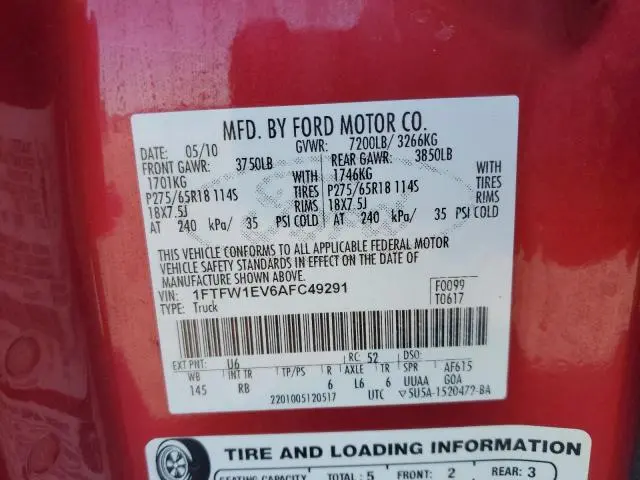 MFD. BY FORD MOTOR CO.
DATE: 05/10 GVWR: 7200LB/ 3266KG
FRONT GAWR: 3750LB REAR GAWR: 3850LB
1701KG WITH 1746KG WITH
P275/65R18 114S TIRES P275/65R18 114S TIRES
18X7.5J RIMS 18X7.5J RIMS
AT 240 kPa/ 35 PSI COLD AT 240 kPa/ 35 PSI COLD
THIS VEHICLE CONFORMS TO ALL APPLICABLE FEDERAL MOTOR
VEHICLE SAFETY STANDARDS IN EFFECT ON THE DATE OF
MANUFACTURE SHOWN ABOVE.
VIN: 1FTFW1EV6AFC49291 F0099
TYPE: Truck T0617
EXT PNT: U6 RC: 52 DSO:
WB INT TR TP/PS R AXLE TR SPR AF615
145 RB 6 L6 6 UUAA GOA
2201005120517 UTC ▽5U5A-1520472-BA
TIRE AND LOADING INFORMATION
SEATING CAPACITY TOTAL: 5 FRONT: 2 REAR: 3